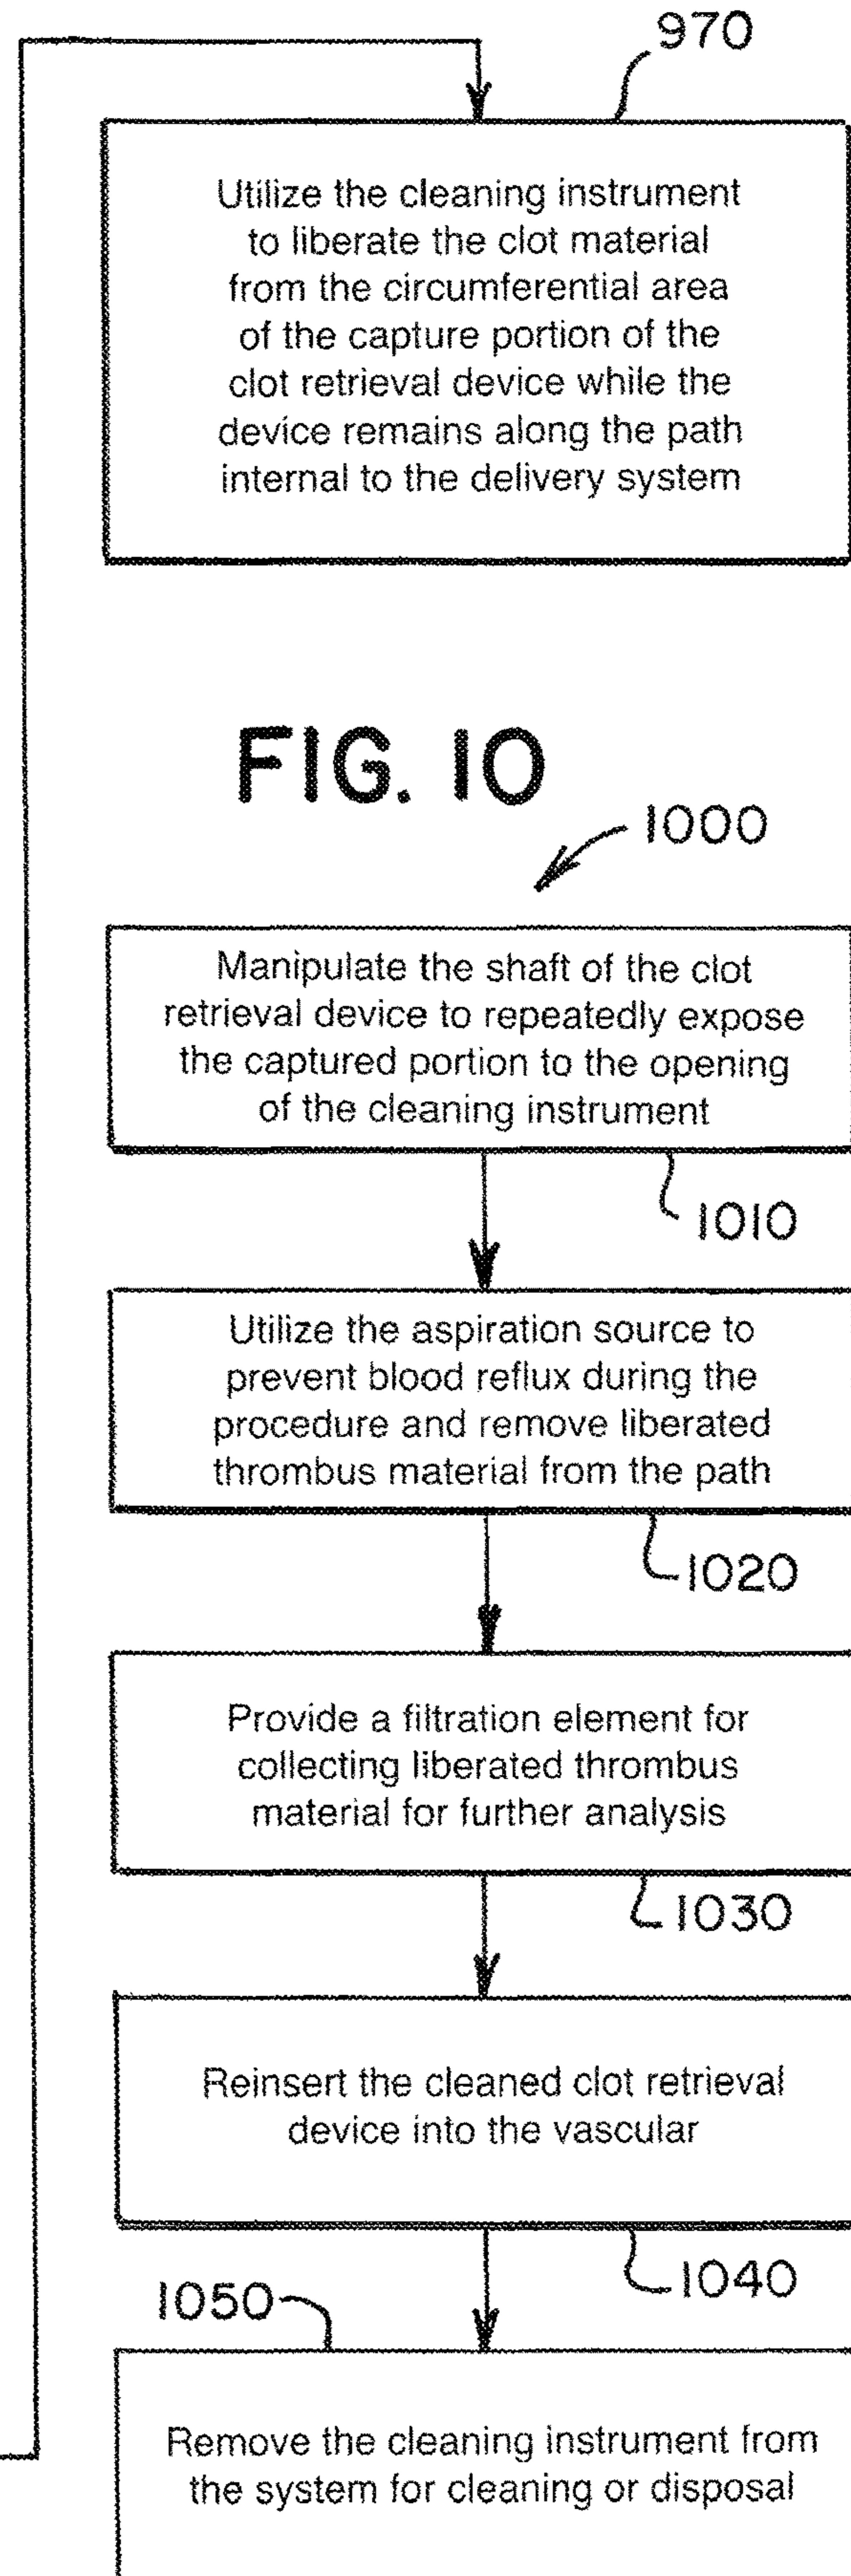 970
Utilize the cleaning instrument
to liberate the clot material
from the circumferential area
of the capture portion of the
clot retrieval device while the
device remains along the path
internal to the delivery system
FIG. 10
1000
Manipulate the shaft of the clot
retrieval device to repeatedly expose
the captured portion to the opening
of the cleaning instrument
1010
Utilize the aspiration source to
prevent blood reflux during the
procedure and remove liberated
thrombus material from the path
1020
Provide a filtration element for
collecting liberated thrombus
material for further analysis
1030
Reinsert the cleaned clot retrieval
device into the vascular
1040
1050
Remove the cleaning instrument from
the system for cleaning or disposal